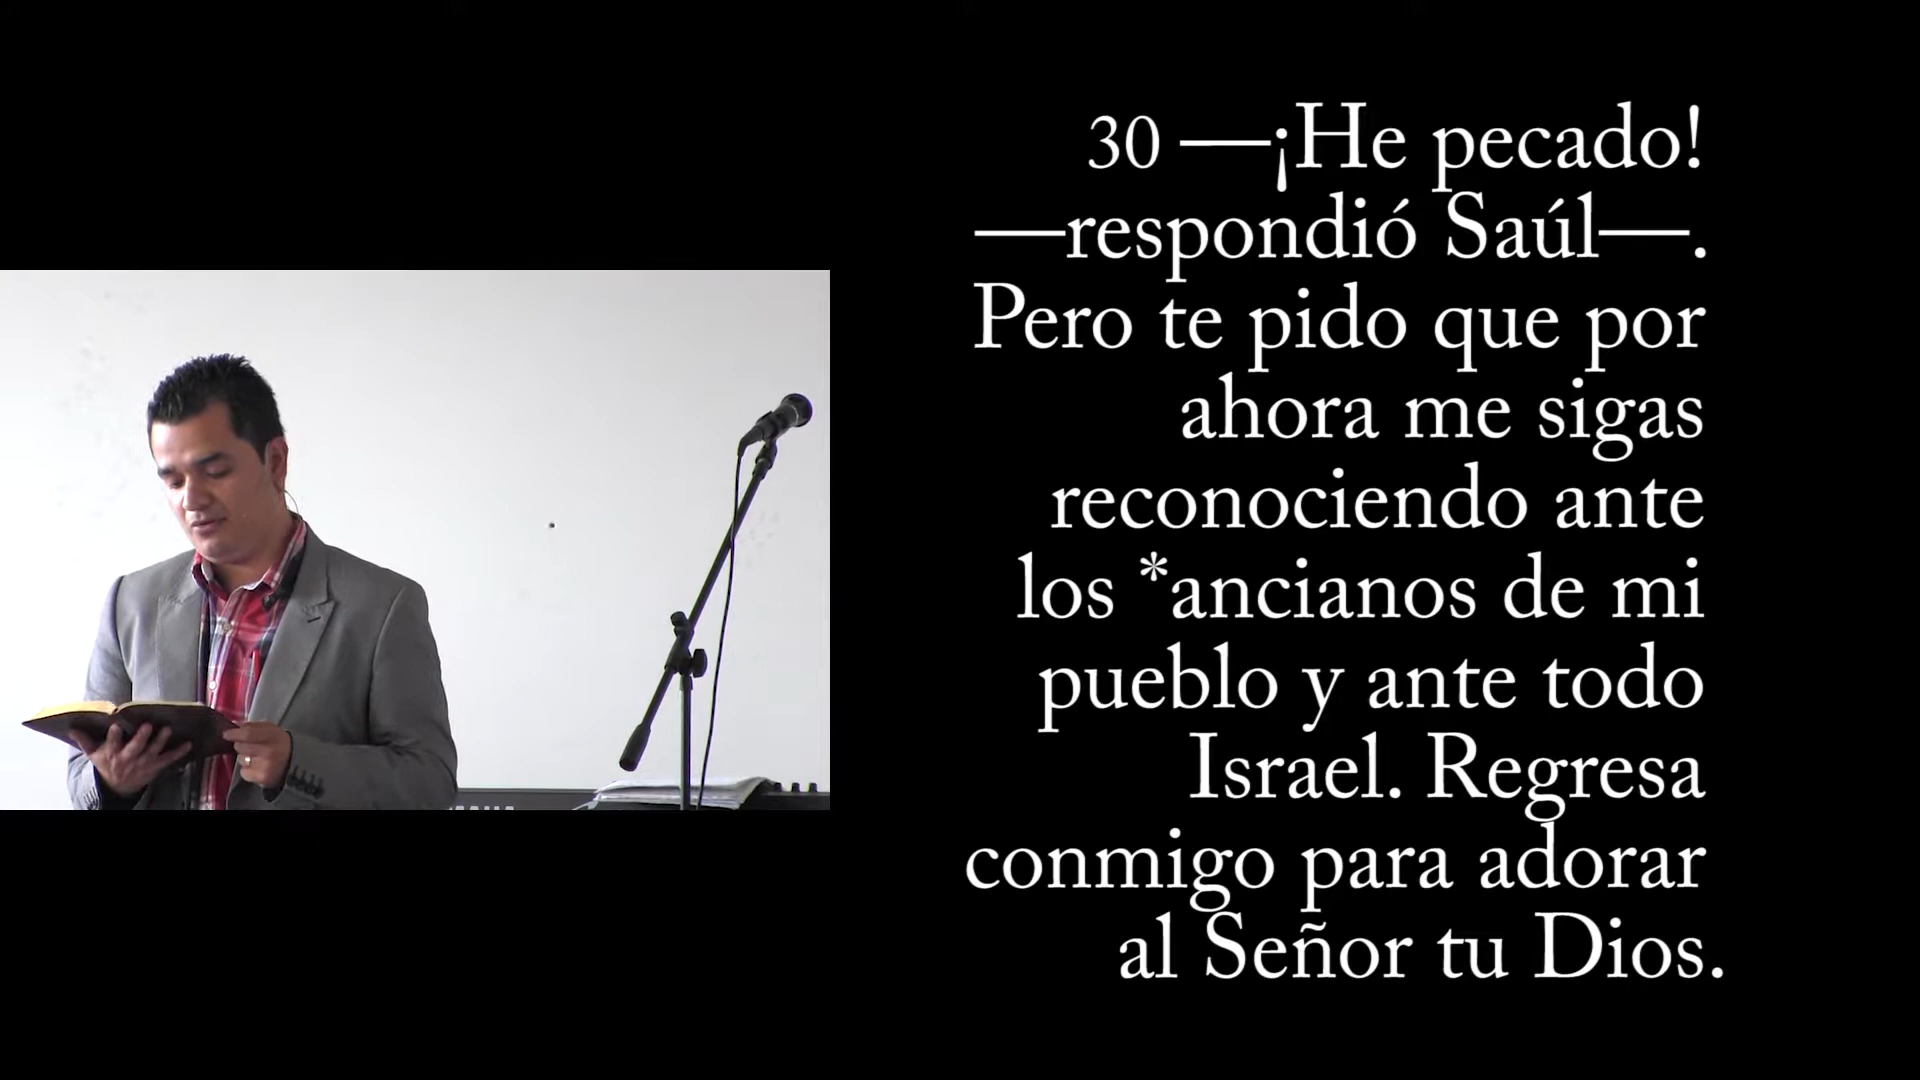 30 —¡He pecado!
—respondió Saúl—.
Pero te pido que por
ahora me sigas
reconociendo ante
los *ancianos de mi
pueblo y ante todo
Israel. Regresa
conmigo para adorar
al Señor tu Dios.